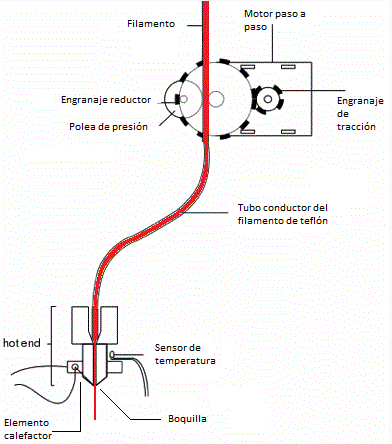 Filamento
Motor paso a
paso
Engranaje reductor
Polea de presión
Engranaje
de
tracción
Tubo conductor del
filamento de teflón
hot end
Sensor de
temperatura
Elemento
calefactor
Boquilla